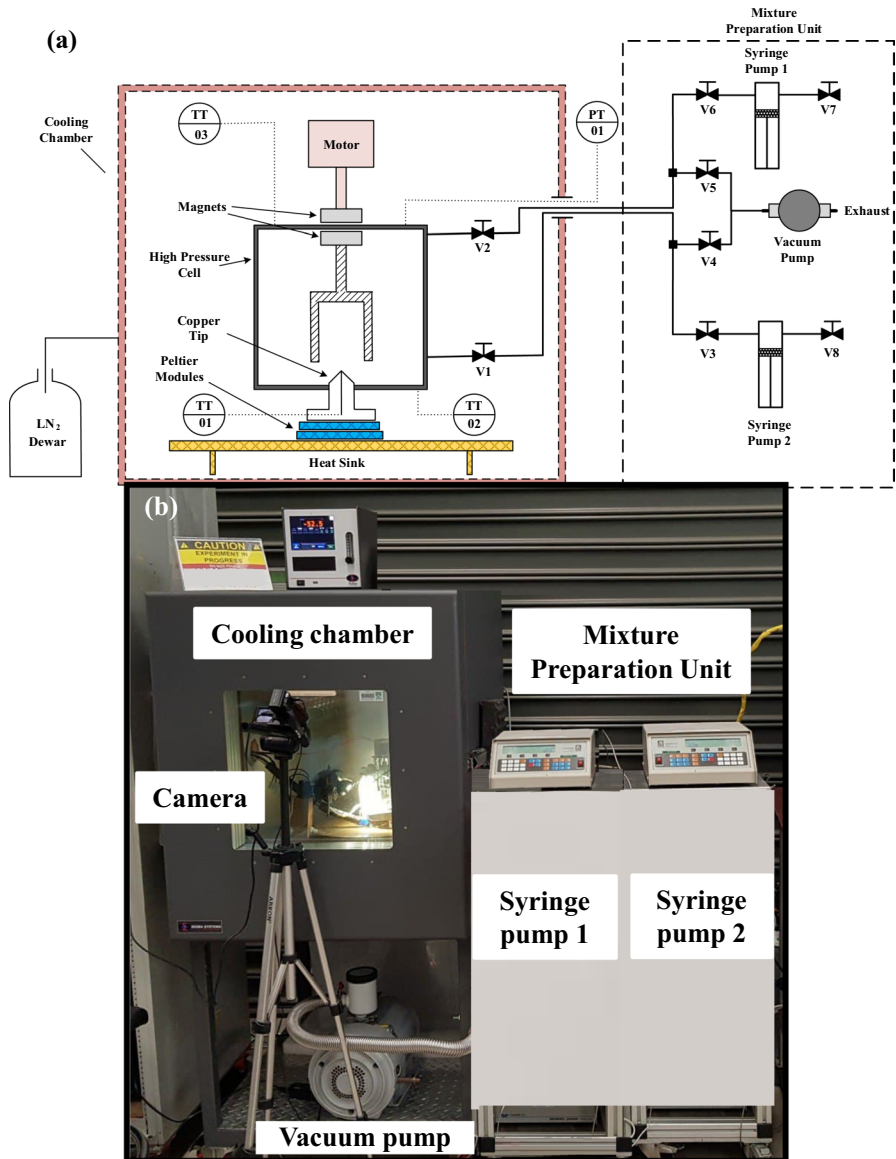 (a)
Mixture
Preparation Unit
Syringe
Pump 1
Cooling
Chamber
TT
03
Motor
PT
01
V6
V7
Magnets
V5
Exhaust
High Pressure
Cell
V2
V4
Vacuum
Pump
Copper
Tip
Peltier
Modules
V1
V3
V8
LN₂
Dewar
TT
01
TT
02
Heat Sink
Syringe
Pump 2
(b)
-52.5
CAUTION
EXPERIMENT IN
PROGRESS
Cooling chamber
Mixture
Preparation Unit
Camera
Syringe
pump 1
Syringe
pump 2
SIGMA SYSTEMS
Vacuum pump